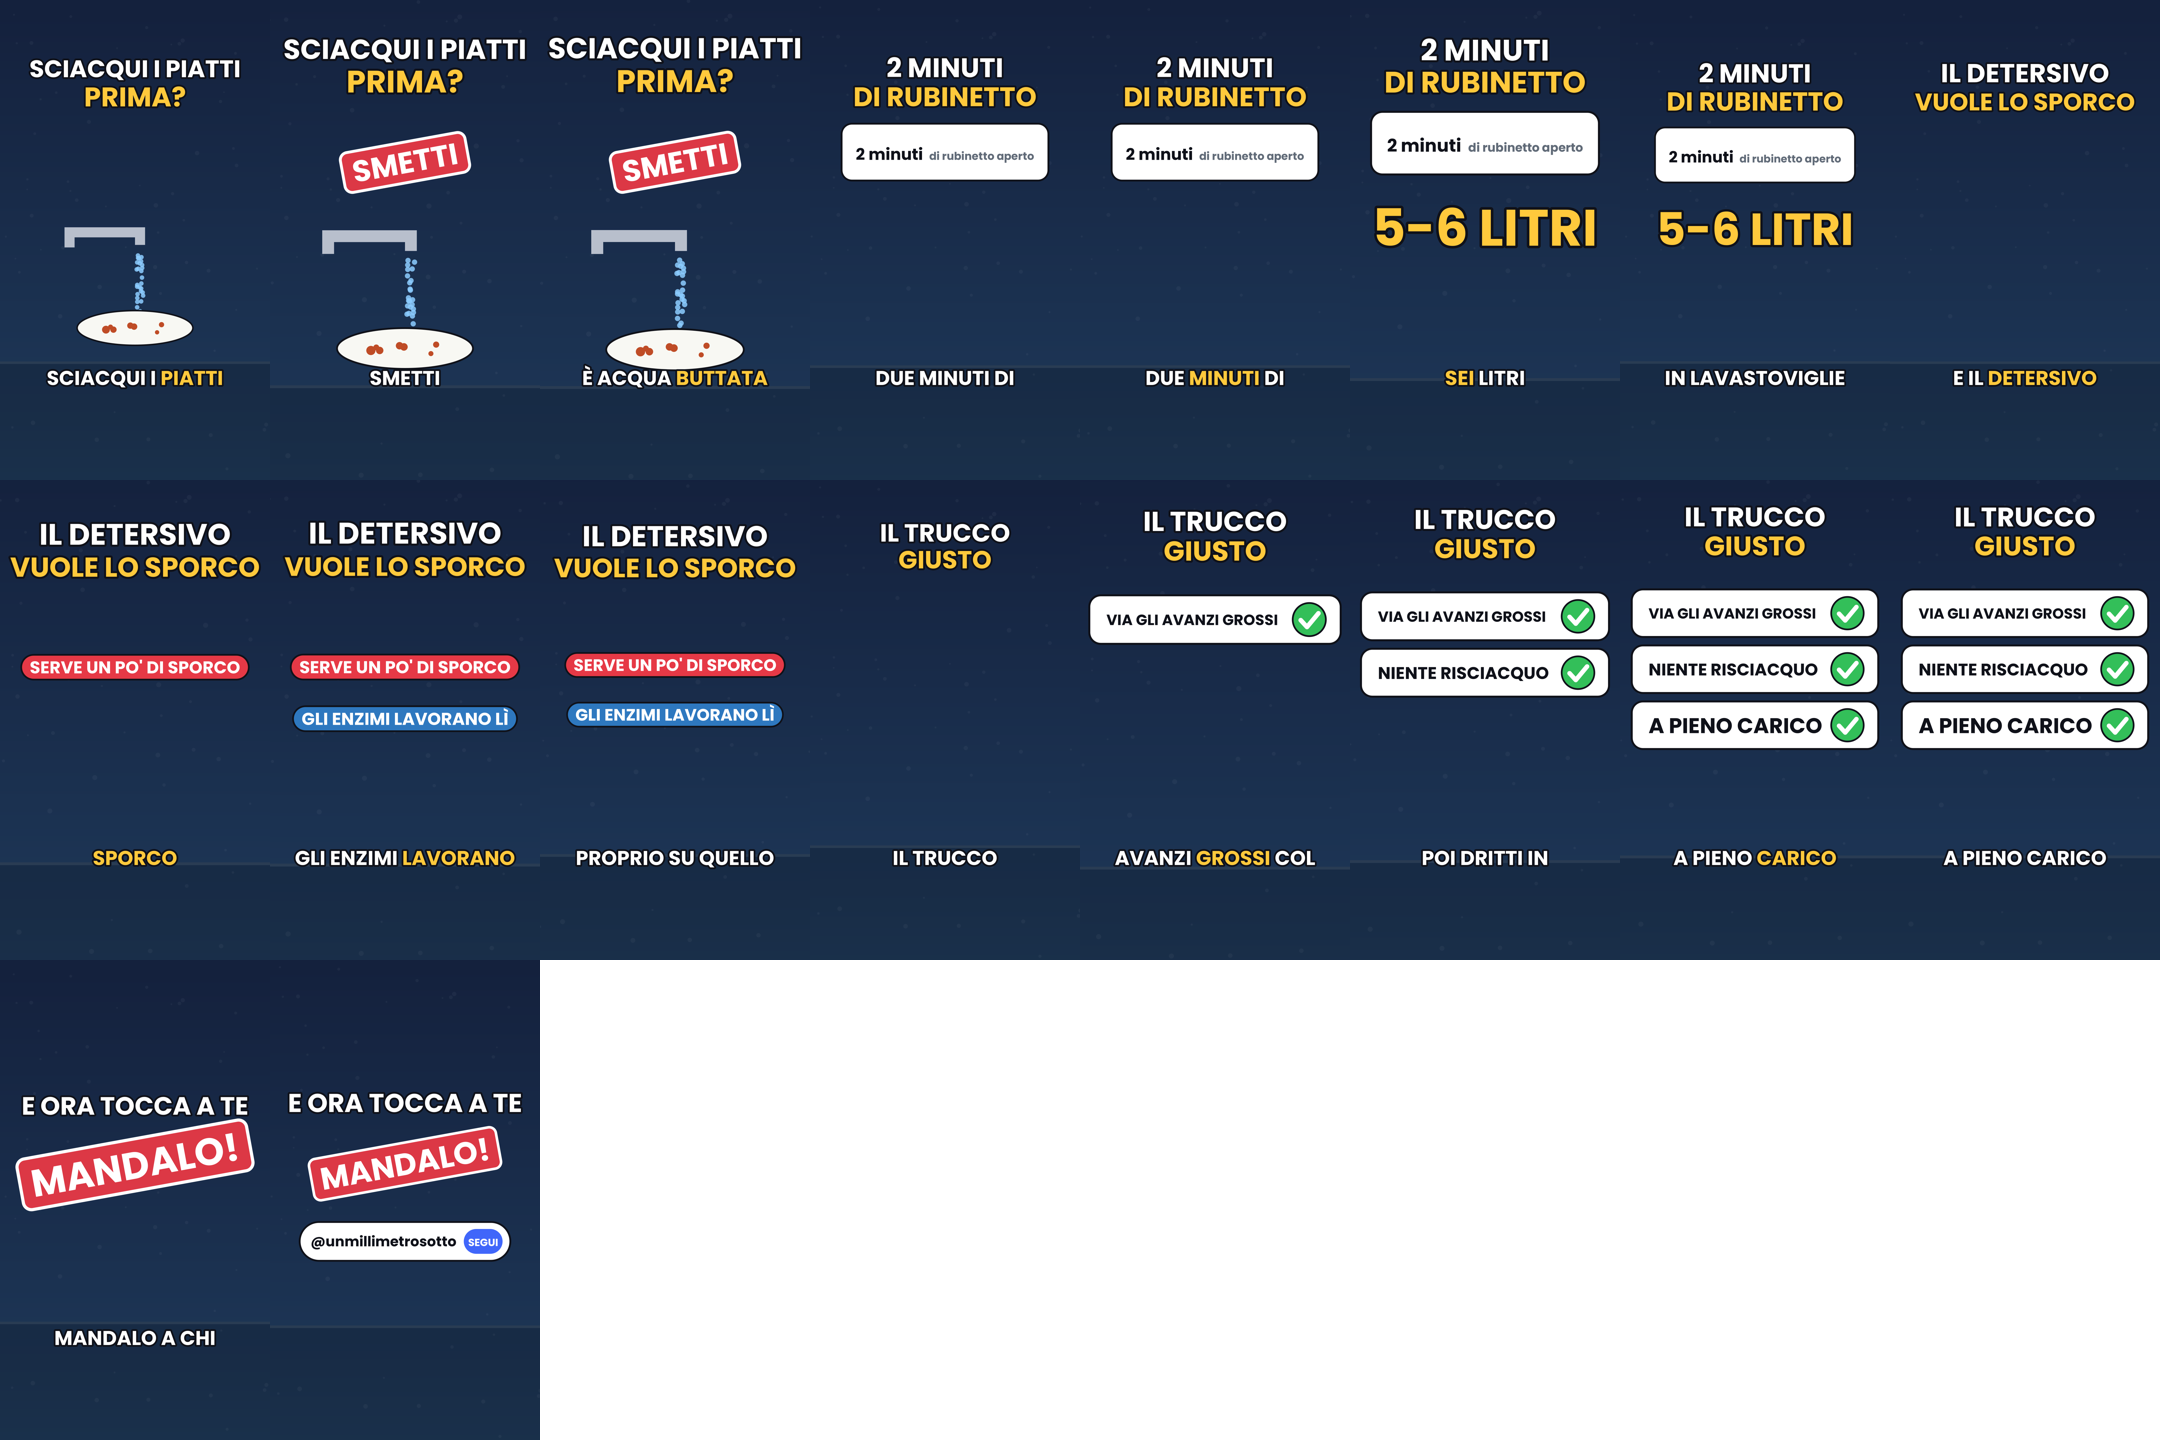 SCIACQUI I PIATTI
PRIMA?
SCIACQUI I PIATTI
SCIACQUI I PIATTI
PRIMA?
SMETTI
SMETTI
SCIACQUI I PIATTI
PRIMA?
SMETTI
È ACQUA BUTTATA
2 MINUTI
DI RUBINETTO
2 minuti di rubinetto aperto
DUE MINUTI DI
2 MINUTI
DI RUBINETTO
2 minuti di rubinetto aperto
DUE MINUTI DI
2 MINUTI
DI RUBINETTO
2 minuti di rubinetto aperto
5-6 LITRI
SEI LITRI
2 MINUTI
DI RUBINETTO
2 minuti di rubinetto aperto
5-6 LITRI
IN LAVASTOVIGLIE
IL DETERSIVO
VUOLE LO SPORCO
E IL DETERSIVO
IL DETERSIVO
VUOLE LO SPORCO
SERVE UN PO' DI SPORCO
SPORCO
IL DETERSIVO
VUOLE LO SPORCO
SERVE UN PO' DI SPORCO
GLI ENZIMI LAVORANO LÌ
GLI ENZIMI LAVORANO
IL DETERSIVO
VUOLE LO SPORCO
SERVE UN PO' DI SPORCO
GLI ENZIMI LAVORANO LÌ
PROPRIO SU QUELLO
IL TRUCCO
GIUSTO
IL TRUCCO
IL TRUCCO
GIUSTO
VIA GLI AVANZI GROSSI
AVANZI GROSSI COL
IL TRUCCO
GIUSTO
VIA GLI AVANZI GROSSI
NIENTE RISCIACQUO
POI DRITTI IN
IL TRUCCO
GIUSTO
VIA GLI AVANZI GROSSI
NIENTE RISCIACQUO
A PIENO CARICO
A PIENO CARICO
IL TRUCCO
GIUSTO
VIA GLI AVANZI GROSSI
NIENTE RISCIACQUO
A PIENO CARICO
A PIENO CARICO
E ORA TOCCA A TE
MANDALO!
MANDALO A CHI
E ORA TOCCA A TE
MANDALO!
@unmillimetrosotto SEGUI